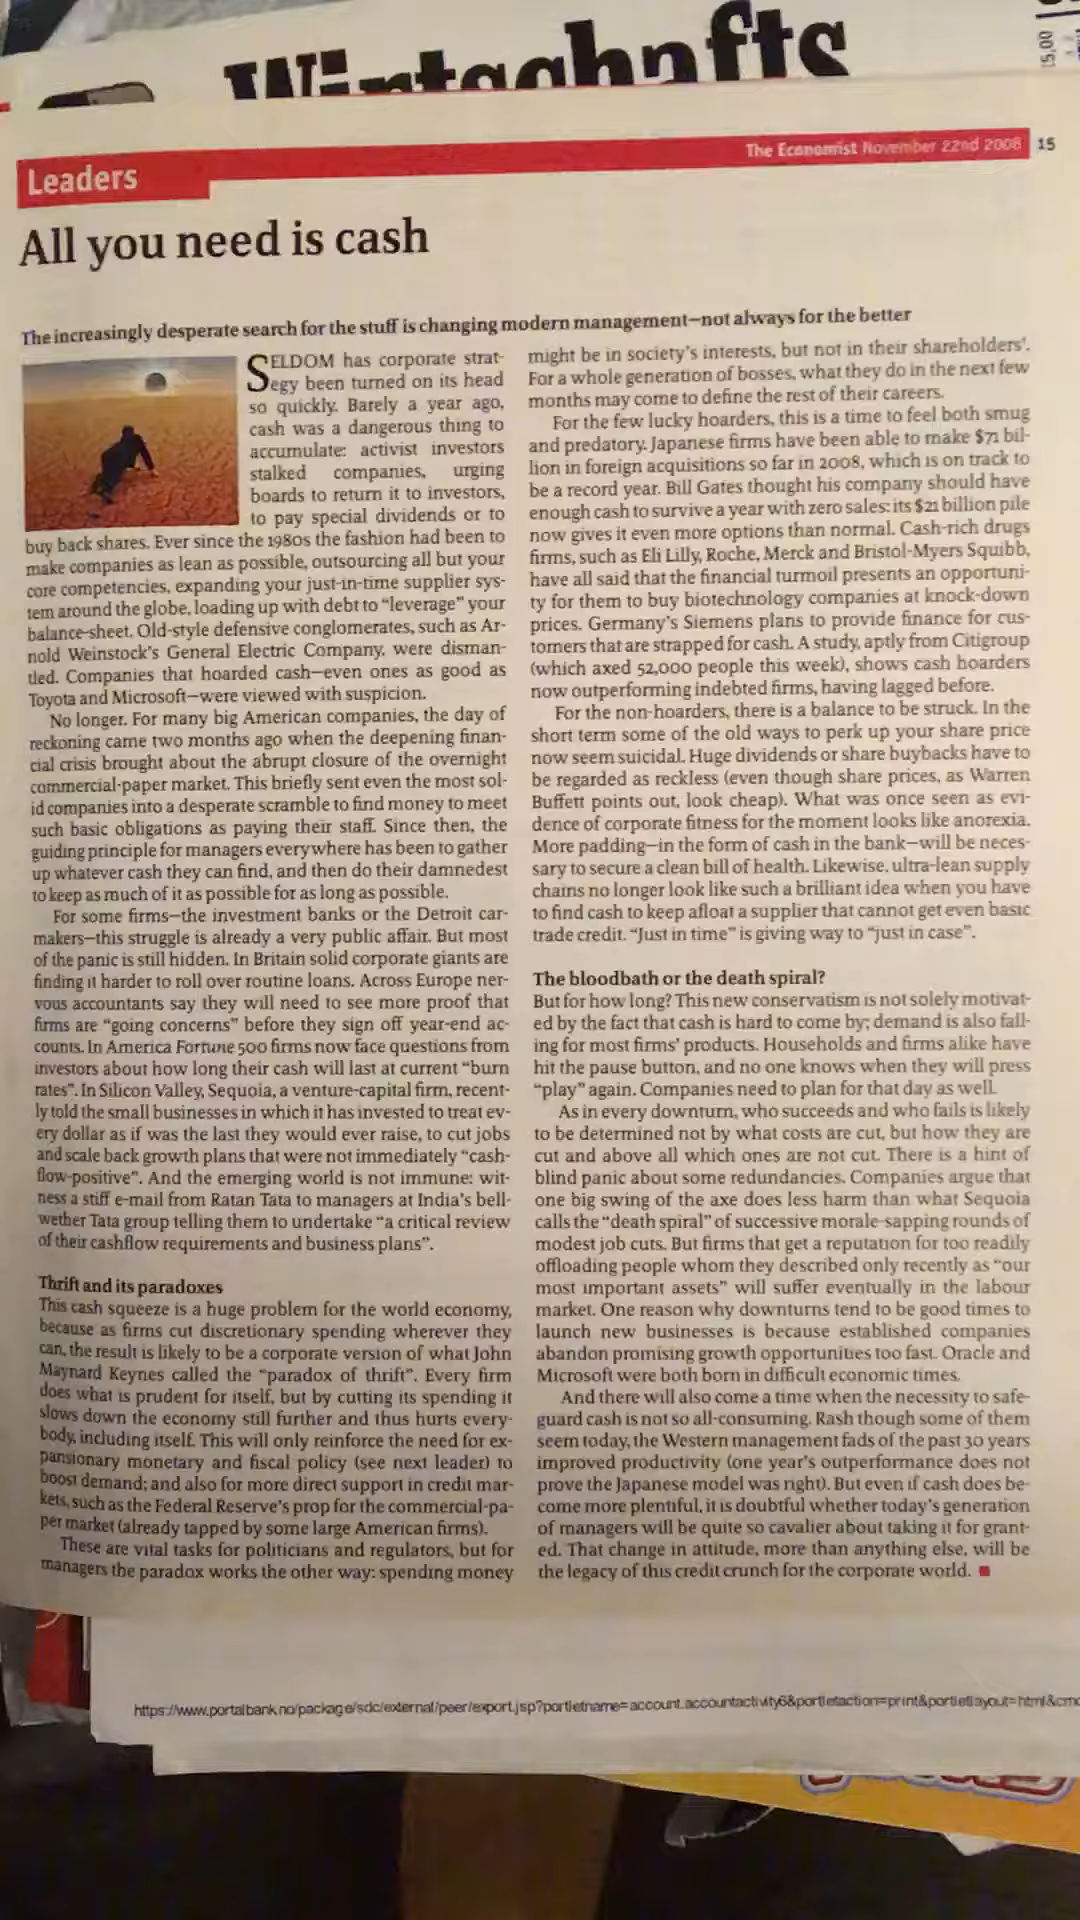 Wirtschafts
15,00
The Economist November 22nd 2008 15
Leaders
All you need is cash
The increasingly desperate search for the stuff is changing modern management—not always for the better
SELDOM has corporate strat-
egy been turned on its head
so quickly. Barely a year ago,
cash was a dangerous thing to
accumulate: activist investors
stalked companies, urging
boards to return it to investors,
to pay special dividends or to
buy back shares. Ever since the 1980s the fashion had been to
make companies as lean as possible, outsourcing all but your
core competencies, expanding your just-in-time supplier sys-
tem around the globe, loading up with debt to "leverage" your
balance-sheet. Old-style defensive conglomerates, such as Ar-
nold Weinstock's General Electric Company, were disman-
tled. Companies that hoarded cash—even ones as good as
Toyota and Microsoft—were viewed with suspicion.
No longer. For many big American companies, the day of
reckoning came two months ago when the deepening finan-
cial crisis brought about the abrupt closure of the overnight
commercial-paper market. This briefly sent even the most sol-
id companies into a desperate scramble to find money to meet
such basic obligations as paying their staff. Since then, the
guiding principle for managers everywhere has been to gather
up whatever cash they can find, and then do their damnedest
to keep as much of it as possible for as long as possible.
For some firms—the investment banks or the Detroit car-
makers—this struggle is already a very public affair. But most
of the panic is still hidden. In Britain solid corporate giants are
finding it harder to roll over routine loans. Across Europe ner-
vous accountants say they will need to see more proof that
firms are "going concerns" before they sign off year-end ac-
counts. In America Fortune 500 firms now face questions from
investors about how long their cash will last at current "burn
rates". In Silicon Valley, Sequoia, a venture-capital firm, recent-
ly told the small businesses in which it has invested to treat ev-
ery dollar as if was the last they would ever raise, to cut jobs
and scale back growth plans that were not immediately "cash-
flow-positive". And the emerging world is not immune: wit-
ness a stiff e-mail from Ratan Tata to managers at India's bell-
wether Tata group telling them to undertake "a critical review
of their cashflow requirements and business plans".
Thrift and its paradoxes
This cash squeeze is a huge problem for the world economy,
because as firms cut discretionary spending wherever they
can, the result is likely to be a corporate version of what John
Maynard Keynes called the "paradox of thrift". Every firm
does what is prudent for itself, but by cutting its spending it
slows down the economy still further and thus hurts every-
body, including itself. This will only reinforce the need for ex-
pansionary monetary and fiscal policy (see next leader) to
boost demand; and also for more direct support in credit mar-
kets, such as the Federal Reserve's prop for the commercial-pa-
per market (already tapped by some large American firms).
These are vital tasks for politicians and regulators, but for
managers the paradox works the other way: spending money
might be in society's interests, but not in their shareholders'.
For a whole generation of bosses, what they do in the next few
months may come to define the rest of their careers.
For the few lucky hoarders, this is a time to feel both smug
and predatory. Japanese firms have been able to make $71 bil-
lion in foreign acquisitions so far in 2008, which is on track to
be a record year. Bill Gates thought his company should have
enough cash to survive a year with zero sales: its $21 billion pile
now gives it even more options than normal. Cash-rich drugs
firms, such as Eli Lilly, Roche, Merck and Bristol-Myers Squibb,
have all said that the financial turmoil presents an opportuni-
ty for them to buy biotechnology companies at knock-down
prices. Germany's Siemens plans to provide finance for cus-
tomers that are strapped for cash. A study, aptly from Citigroup
(which axed 52,000 people this week), shows cash hoarders
now outperforming indebted firms, having lagged before.
For the non-hoarders, there is a balance to be struck. In the
short term some of the old ways to perk up your share price
now seem suicidal. Huge dividends or share buybacks have to
be regarded as reckless (even though share prices, as Warren
Buffett points out, look cheap). What was once seen as evi-
dence of corporate fitness for the moment looks like anorexia.
More padding—in the form of cash in the bank—will be neces-
sary to secure a clean bill of health. Likewise, ultra-lean supply
chains no longer look like such a brilliant idea when you have
to find cash to keep afloat a supplier that cannot get even basic
trade credit. "Just in time" is giving way to "just in case".
The bloodbath or the death spiral?
But for how long? This new conservatism is not solely motivat-
ed by the fact that cash is hard to come by; demand is also fall-
ing for most firms' products. Households and firms alike have
hit the pause button, and no one knows when they will press
"play" again. Companies need to plan for that day as well.
As in every downturn, who succeeds and who fails is likely
to be determined not by what costs are cut, but how they are
cut and above all which ones are not cut. There is a hint of
blind panic about some redundancies. Companies argue that
one big swing of the axe does less harm than what Sequoia
calls the "death spiral" of successive morale-sapping rounds of
modest job cuts. But firms that get a reputation for too readily
offloading people whom they described only recently as "our
most important assets" will suffer eventually in the labour
market. One reason why downturns tend to be good times to
launch new businesses is because established companies
abandon promising growth opportunities too fast. Oracle and
Microsoft were both born in difficult economic times.
And there will also come a time when the necessity to safe-
guard cash is not so all-consuming. Rash though some of them
seem today, the Western management fads of the past 30 years
improved productivity (one year's outperformance does not
prove the Japanese model was right). But even if cash does be-
come more plentiful, it is doubtful whether today's generation
of managers will be quite so cavalier about taking it for grant-
ed. That change in attitude, more than anything else, will be
the legacy of this credit crunch for the corporate world.
https://www.portalbank.no/package/sdc/external/peer/export.jsp?portletname=account.accountactivity6&portletaction=print&portletlayout=html&cmd